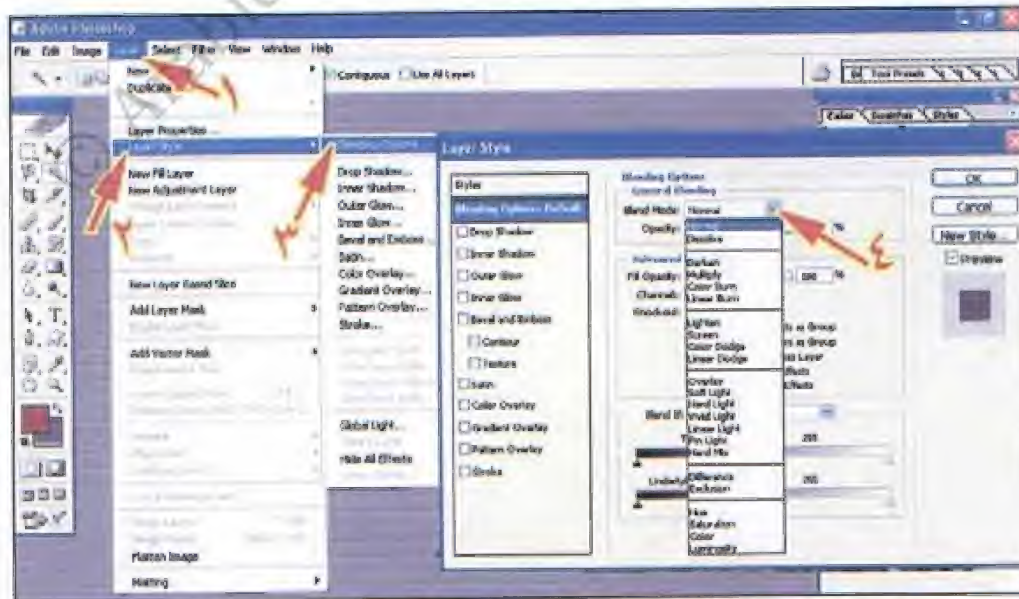 Adobe Photoshop
File Edit Image Layer Select Filter View Window Help
Contiguous Use All Layers
Tool Presets
Color Swatches Styles
New
Duplicate
Layer Properties...
Layer Style
New Fill Layer
New Adjustment Layer
New Layer Based Slice
Add Layer Mask
Add Vector Mask
Flatten Image
Matting
Blending Options
Drop Shadow...
Inner Shadow...
Outer Glow...
Inner Glow...
Bevel and Emboss...
Satin...
Color Overlay...
Gradient Overlay...
Pattern Overlay...
Stroke...
Global Light...
Hide All Effects
Layer Style
Styles
Blending Options: Default
Drop Shadow
Inner Shadow
Outer Glow
Inner Glow
Bevel and Emboss
Contour
Texture
Satin
Color Overlay
Gradient Overlay
Pattern Overlay
Stroke
Blending Options
General Blending
Blend Mode: Normal
Opacity: %
Advanced
Fill Opacity: 100 %
Channels:
Knockout:
Blend If:
255
Underlying
255
Normal
Dissolve
Darken
Multiply
Color Burn
Linear Burn
Lighten
Screen
Color Dodge
Linear Dodge
Overlay
Soft Light
Hard Light
Vivid Light
Linear Light
Pin Light
Hard Mix
Difference
Exclusion
Hue
Saturation
Color
Luminosity
OK
Cancel
New Style...
Preview
١
٢
٣
٤